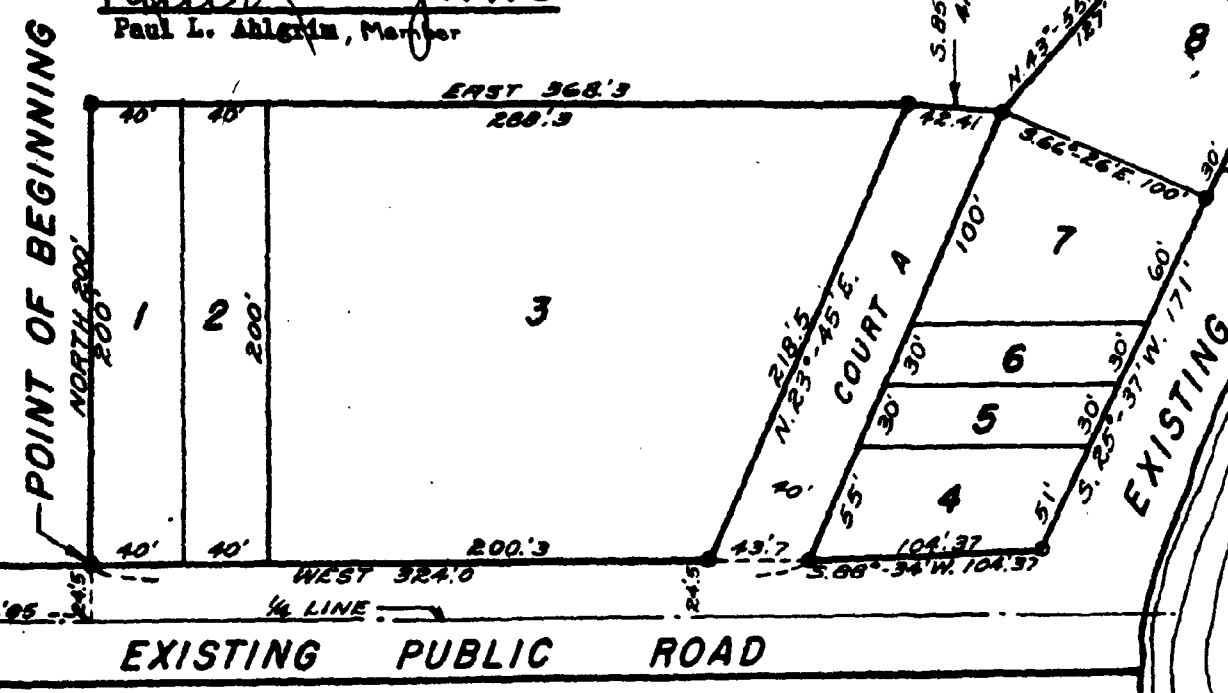 Paul L. Ahlgrim, Member
POINT OF BEGINNING
EAST 368.'3
288.'3
40'
40'
42.41
S.85
N.43°-55'
127.
8
S.66°-26'E. 100'
30'
NORTH 200'
200'
1
2
200'
3
218.'5
N.23°-45'E.
COURT A
40'
100'
7
60'
30'
6
30'
30'
5
30'
55'
4
51'
S. 25°-37'W. 171'
EXISTING
40'
40'
200.'3
43.'7
104.'37
S.88°-34'W. 104.37
WEST 324.'0
24.'5
24.'5
¼ LINE
EXISTING PUBLIC ROAD